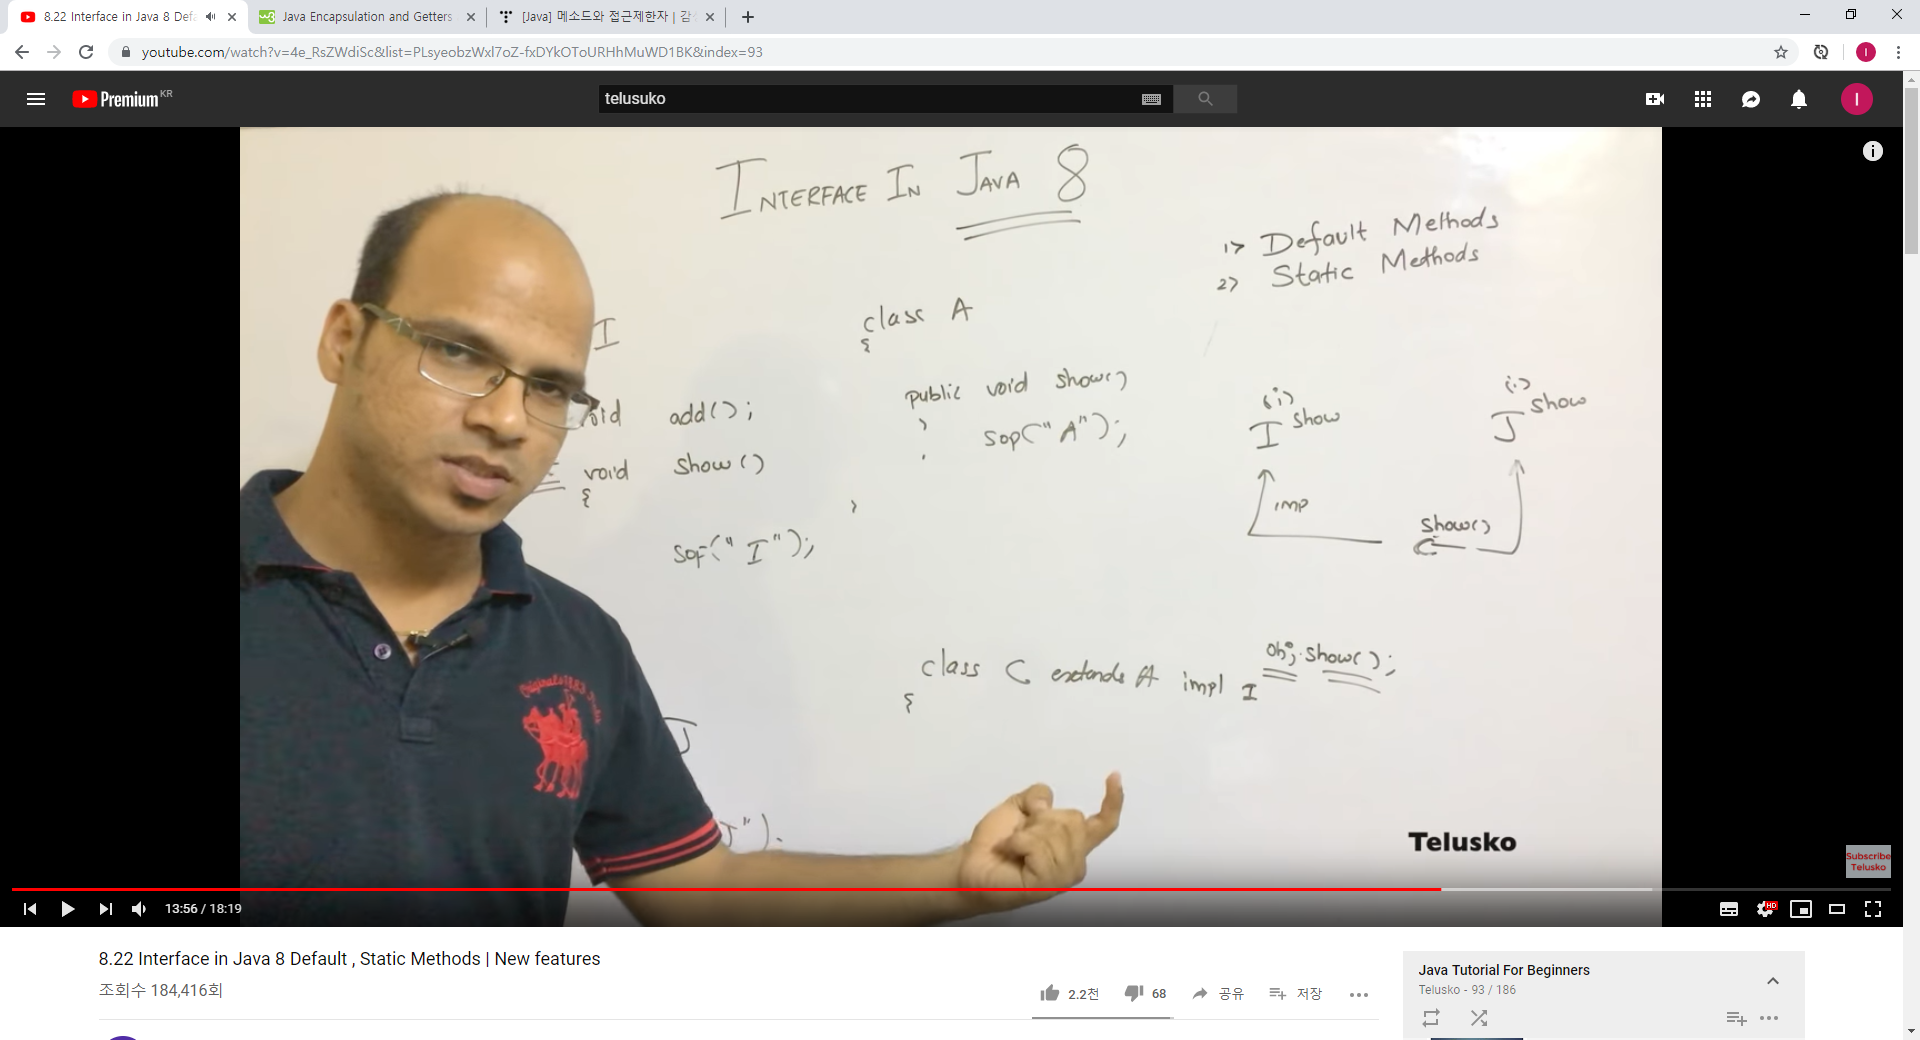 8.22 Interface in Java 8 Defa
Java Encapsulation and Getters
[Java] 메소드와 접근제한자 | 감
youtube.com/watch?v=4e_RsZWdiSc&list=PLsyeobzWxl7oZ-fxDYkOToURHhMuWD1BK&index=93
Premium KR
telusuko
I
INTERFACE IN JAVA 8
1> Default Methods
2> Static Methods
I
class A
{
void add();
public void show()
sop("A");
void show()
{
}
sop("I");
(i) I show
(i) J show
imp
show()
C
obj.show();
class C extends A impl I
{
J
J").
Telusko
Subscribe
Telusko
13:56 / 18:19
HD
8.22 Interface in Java 8 Default , Static Methods | New features
조회수 184,416회
2.2천
68
공유
저장
Java Tutorial For Beginners
Telusko - 93 / 186